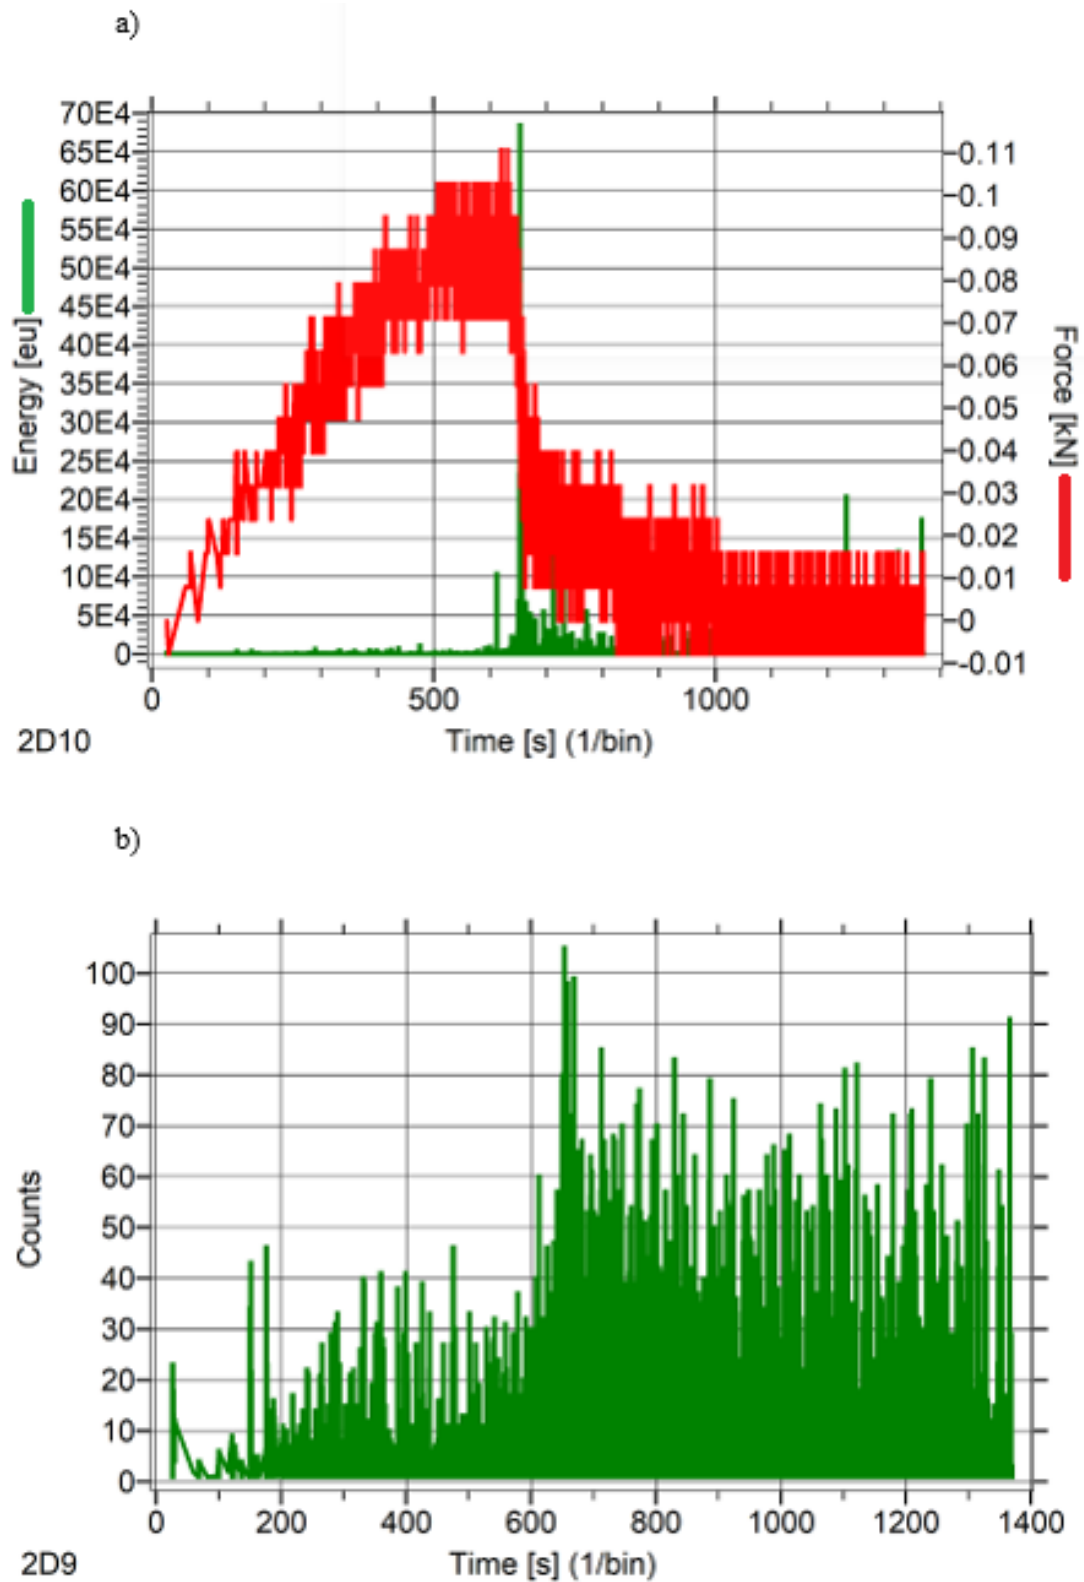 a)
70E4
65E4
60E4
55E4
50E4
45E4
40E4
35E4
30E4
25E4
20E4
15E4
10E4
5E4
0
Energy [eu]
0.11
0.1
0.09
0.08
0.07
0.06
0.05
0.04
0.03
0.02
0.01
0
-0.01
Force [kN]
0 500 1000
2D10 Time [s] (1/bin)
b)
100
90
80
70
60
50
40
30
20
10
0
Counts
0 200 400 600 800 1000 1200 1400
2D9 Time [s] (1/bin)